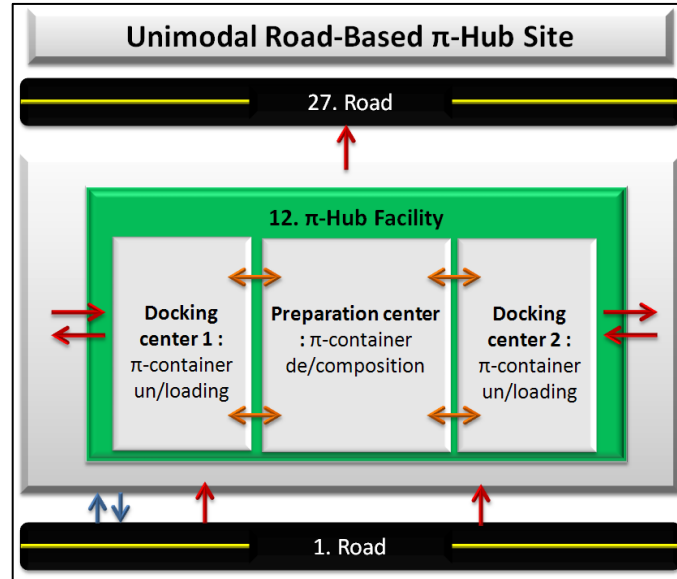 Unimodal Road-Based π-Hub Site
27. Road
12. π-Hub Facility
Docking
center 1 :
π-container
un/loading
Preparation center
: π-container
de/composition
Docking
center 2 :
π-container
un/loading
1. Road